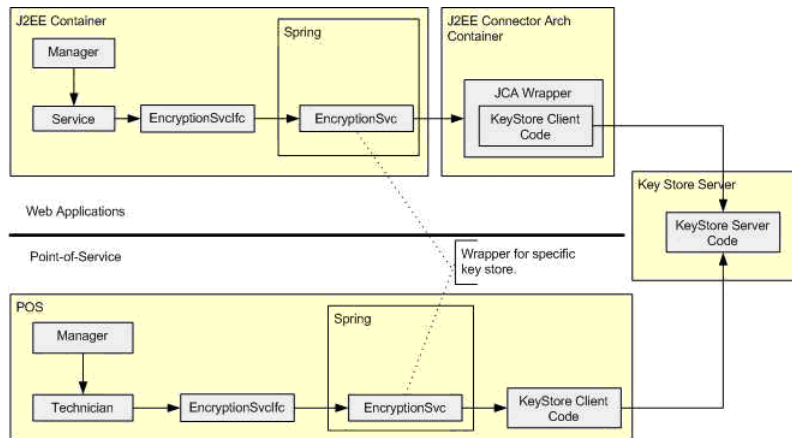 J2EE Container
Spring
Manager
Service
EncryptionSvcIfc
EncryptionSvc
J2EE Connector Arch
Container
JCA Wrapper
KeyStore Client
Code
Key Store Server
KeyStore Server
Code
Web Applications
Point-of-Service
Wrapper for specific
key store.
POS
Spring
Manager
Technician
EncryptionSvcIfc
EncryptionSvc
KeyStore Client
Code